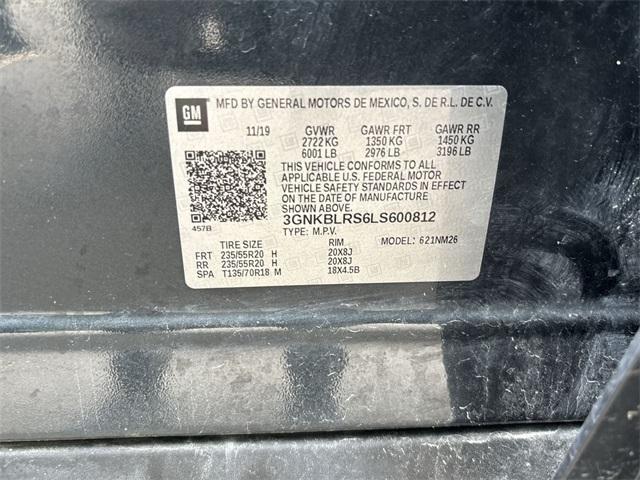 GM
MFD BY GENERAL MOTORS DE MEXICO, S. DE R.L. DE C.V.
11/19 GVWR GAWR FRT GAWR RR
2722 KG 1350 KG 1450 KG
6001 LB 2976 LB 3196 LB
THIS VEHICLE CONFORMS TO ALL
APPLICABLE U.S. FEDERAL MOTOR
VEHICLE SAFETY STANDARDS IN EFFECT
ON THE DATE OF MANUFACTURE
SHOWN ABOVE.
3GNKBLRS6LS600812
457B
TYPE: M.P.V. MODEL: 621NM26
TIRE SIZE RIM
FRT 235/55R20 H 20X8J
RR 235/55R20 H 20X8J
SPA T135/70R18 M 18X4.5B